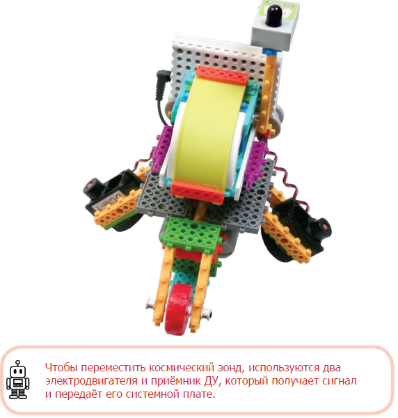 Чтобы переместить космический зонд, используются два
электродвигателя и приёмник ДУ, который получает сигнал
и передаёт его системной плате.